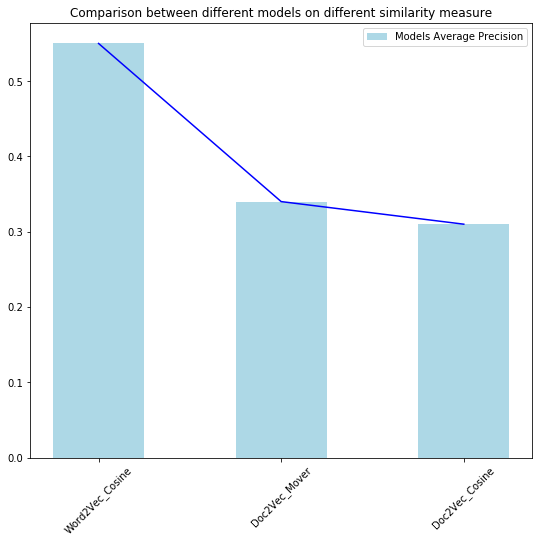 Comparison between different models on different similarity measure
Models Average Precision
0.5
0.4
0.3
0.2
0.1
0.0
Word2Vec_Cosine
Doc2Vec_Mover
Doc2Vec_Cosine